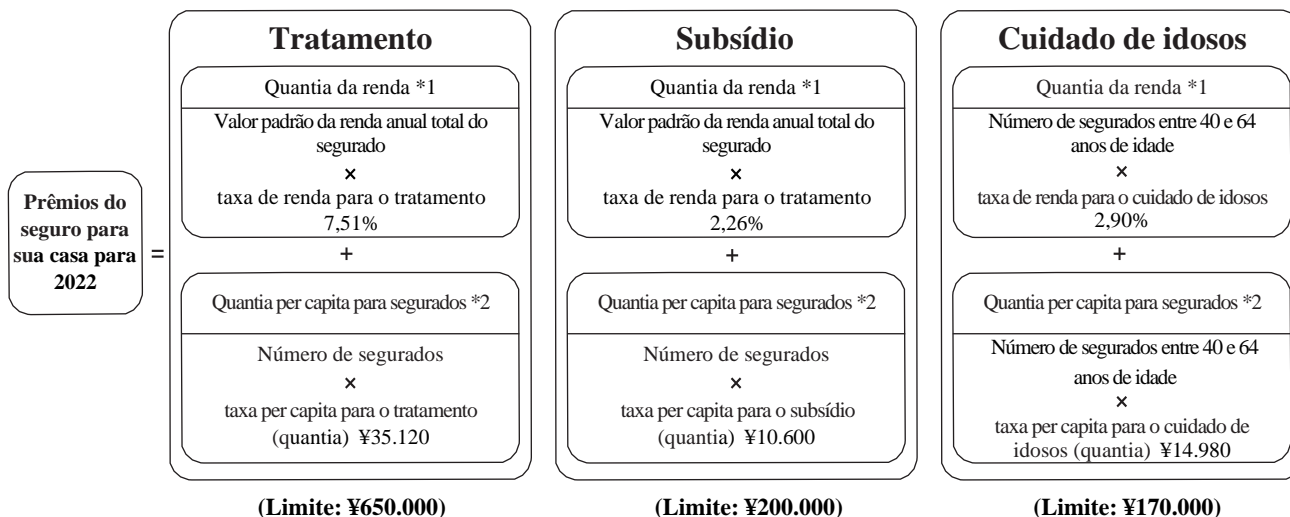 Prêmios do
seguro para
sua casa para
2022
=
Tratamento
Quantia da renda *1
Valor padrão da renda anual total do
segurado
×
taxa de renda para o tratamento
7,51%
+
Quantia per capita para segurados *2
Número de segurados
×
taxa per capita para o tratamento
(quantia) ¥35.120
(Limite: ¥650.000)
Subsídio
Quantia da renda *1
Valor padrão da renda anual total do
segurado
×
taxa de renda para o tratamento
2,26%
+
Quantia per capita para segurados *2
Número de segurados
×
taxa per capita para o subsídio
(quantia) ¥10.600
(Limite: ¥200.000)
Cuidado de idosos
Quantia da renda *1
Número de segurados entre 40 e 64
anos de idade
×
taxa de renda para o cuidado de idosos
2,90%
+
Quantia per capita para segurados *2
Número de segurados entre 40 e 64
anos de idade
×
taxa per capita para o cuidado de
idosos (quantia) ¥14.980
(Limite: ¥170.000)